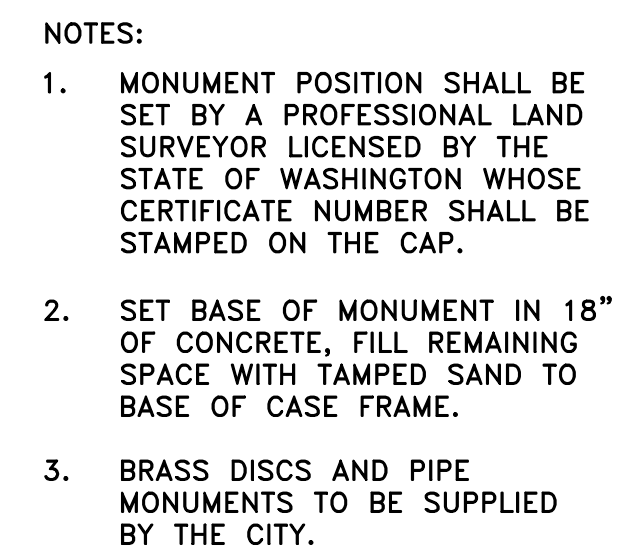 NOTES:
1. MONUMENT POSITION SHALL BE
SET BY A PROFESSIONAL LAND
SURVEYOR LICENSED BY THE
STATE OF WASHINGTON WHOSE
CERTIFICATE NUMBER SHALL BE
STAMPED ON THE CAP.
2. SET BASE OF MONUMENT IN 18”
OF CONCRETE, FILL REMAINING
SPACE WITH TAMPED SAND TO
BASE OF CASE FRAME.
3. BRASS DISCS AND PIPE
MONUMENTS TO BE SUPPLIED
BY THE CITY.